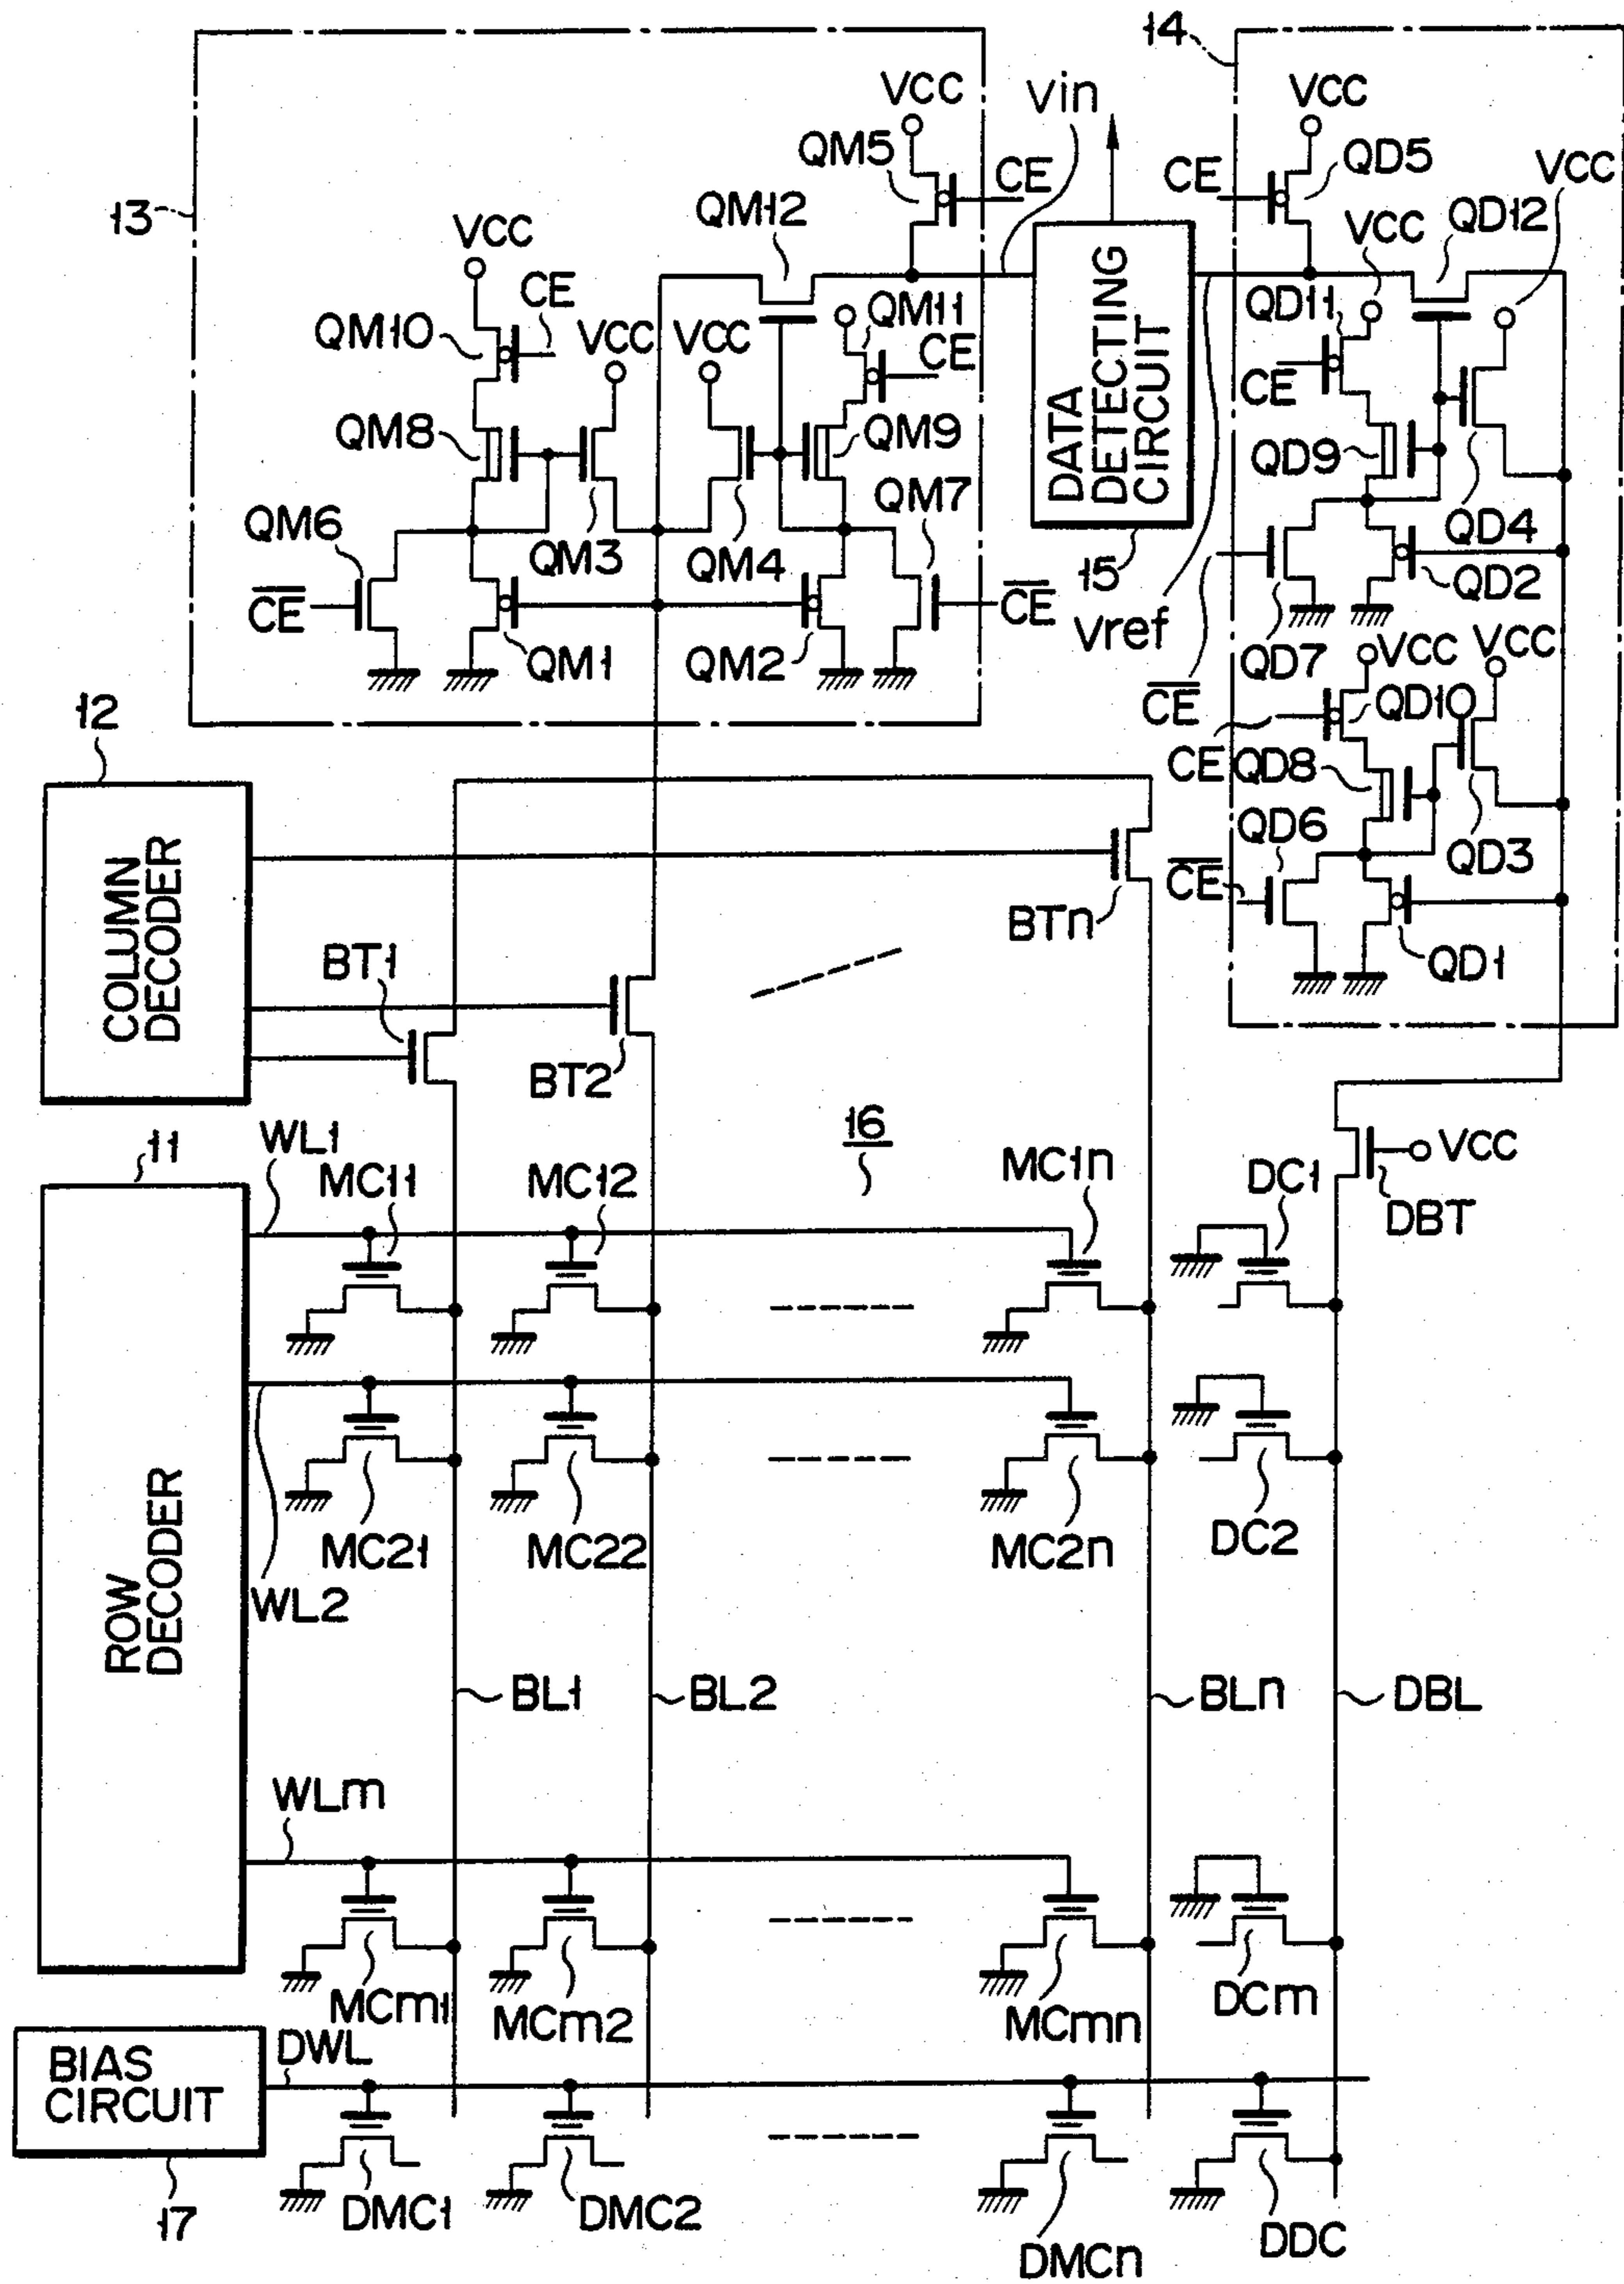 14
VCC
VCC
Vin
QM5
CE
CE
QD5
VCC
QM12
13
VCC
VCC
QD12
CE
QM11
QD11
QM10
VCC
VCC
CE
DATA
DETECTING
CIRCUIT
CE
QM8
QM9
QD9
QM6
QM7
QD4
QM3
QM4
15
QD2
CE
CE
Vref
QM1
QM2
QD7
VCC
VCC
12
CE
QD10
CE
QD8
COLUMN
DECODER
QD6
QD3
CE
BTn
BT1
QD1
BT2
11
WL1
16
VCC
MC11
MC12
MC1n
DC1
DBT
ROW
DECODER
MC21
MC22
MC2n
DC2
WL2
BL1
BL2
BLn
DBL
WLm
MCm1
MCm2
MCmn
DCm
BIAS
CIRCUIT
DWL
17
DMC1
DMC2
DMCn
DDC